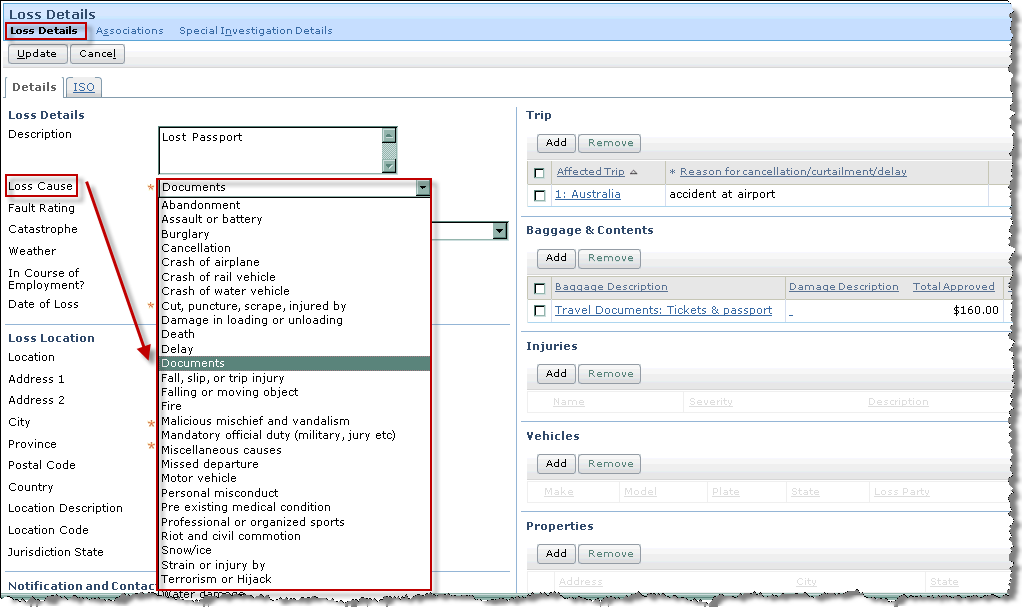 Loss Details
Loss Details Associations Special Investigation Details
Update Cancel
Details ISO
Loss Details
Description
Lost Passport
Loss Cause
* Documents
Fault Rating
Catastrophe
Weather
In Course of
Employment?
Date of Loss
*
Loss Location
Location
Address 1
Address 2
City
*
Province
*
Postal Code
Country
Location Description
Location Code
Jurisdiction State
Notification and Contac
Abandonment
Assault or battery
Burglary
Cancellation
Crash of airplane
Crash of rail vehicle
Crash of water vehicle
Cut, puncture, scrape, injured by
Damage in loading or unloading
Death
Delay
Documents
Fall, slip, or trip injury
Falling or moving object
Fire
Malicious mischief and vandalism
Mandatory official duty (military, jury etc)
Miscellaneous causes
Missed departure
Motor vehicle
Personal misconduct
Pre existing medical condition
Professional or organized sports
Riot and civil commotion
Snow/ice
Strain or injury by
Terrorism or Hijack
Water damage
Trip
Add Remove
Affected Trip * Reason for cancellation/curtailment/delay
1: Australia accident at airport
Baggage & Contents
Add Remove
Baggage Description Damage Description Total Approved
Travel Documents: Tickets & passport - $160.00
Injuries
Add Remove
Name Severity Description
Vehicles
Add Remove
Make Model Plate State Loss Party
Properties
Add Remove
Address City State